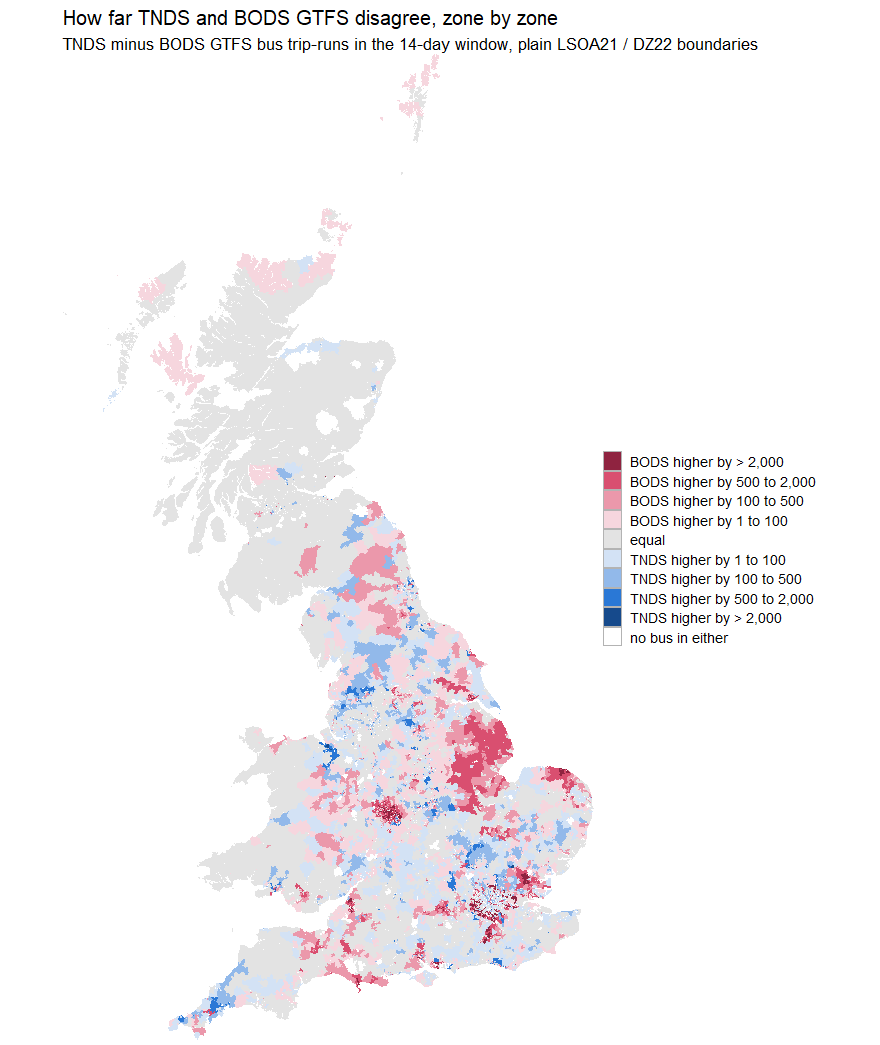 How far TNDS and BODS GTFS disagree, zone by zone
TNDS minus BODS GTFS bus trip-runs in the 14-day window, plain LSOA21 / DZ22 boundaries
BODS higher by > 2,000
BODS higher by 500 to 2,000
BODS higher by 100 to 500
BODS higher by 1 to 100
equal
TNDS higher by 1 to 100
TNDS higher by 100 to 500
TNDS higher by 500 to 2,000
TNDS higher by > 2,000
no bus in either